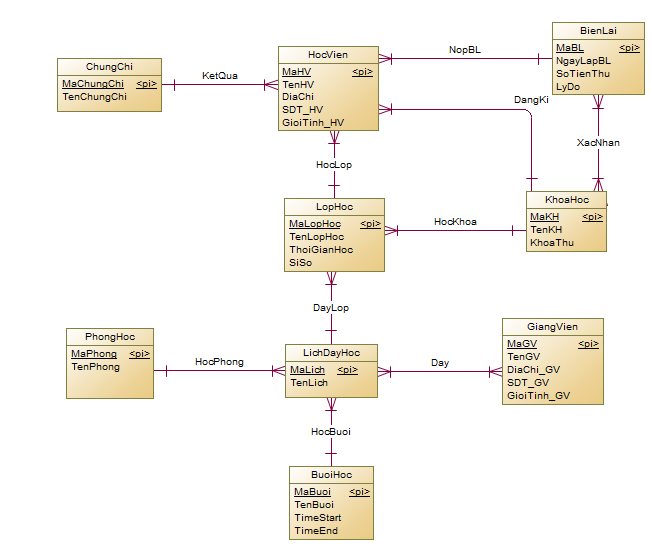 BienLai
MaBL <pi>
NgayLapBL
SoTienThu
LyDo
HocVien
MaHV <pi>
TenHV
DiaChi
SDT_HV
GioiTinh_HV
NopBL
ChungChi
MaChungChi <pi>
TenChungChi
KetQua
DangKi
XacNhan
HocLop
KhoaHoc
MaKH <pi>
TenKH
KhoaThu
LopHoc
MaLopHoc <pi>
TenLopHoc
ThoiGianHoc
SiSo
HocKhoa
DayLop
GiangVien
MaGV <pi>
TenGV
DiaChi_GV
SDT_GV
GioiTinh_GV
PhongHoc
MaPhong <pi>
TenPhong
HocPhong
LichDayHoc
MaLich <pi>
TenLich
Day
HocBuoi
BuoiHoc
MaBuoi <pi>
TenBuoi
TimeStart
TimeEnd